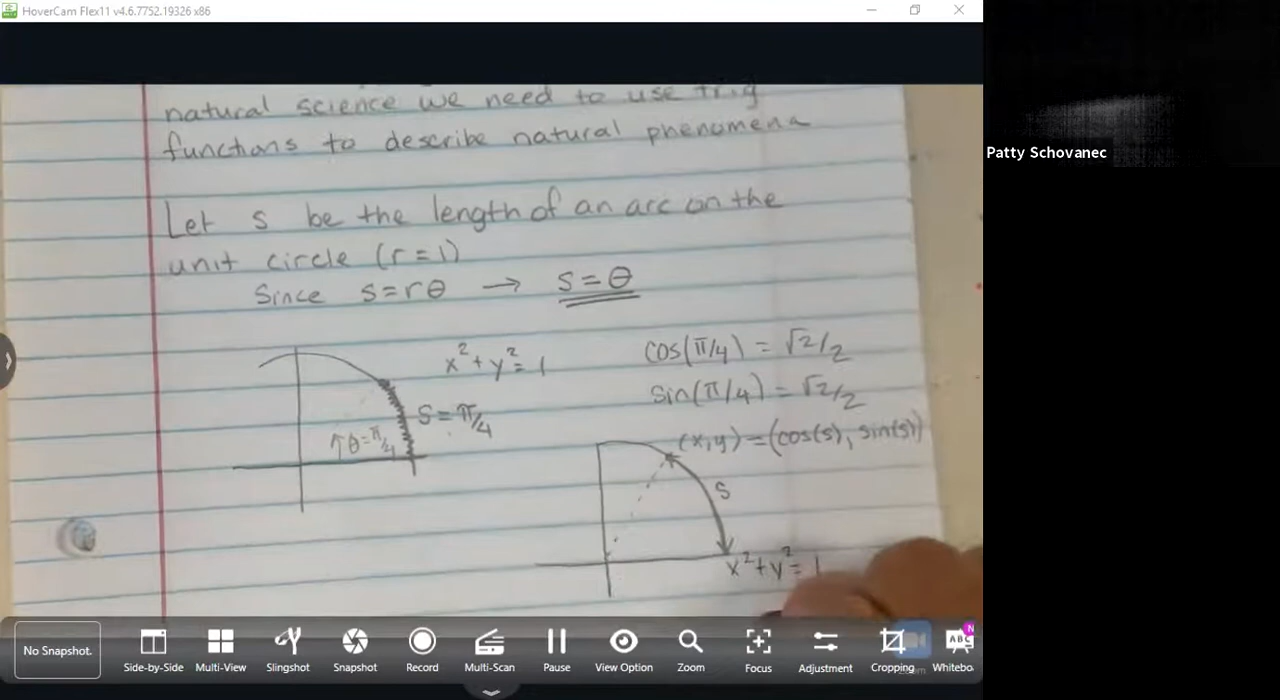 HoverCam Flex11 v4.6.7752.19326 x86
natural science we need to use trig
functions to describe natural phenomena
Let s be the length of an arc on the
unit circle (r=1)
Since s=rθ → s=θ
x²+y²=1
S=π/4
↑θ=π/4
cos(π/4) = √2/2
sin(π/4) = √2/2
(x,y)=(cos(s), sin(s))
s
x²+y²=1
Patty Schovanec
No Snapshot.
Side-by-Side
Multi-View
Slingshot
Snapshot
Record
Multi-Scan
Pause
View Option
Zoom
Focus
Adjustment
Cropping
Whiteboa
ABC
N